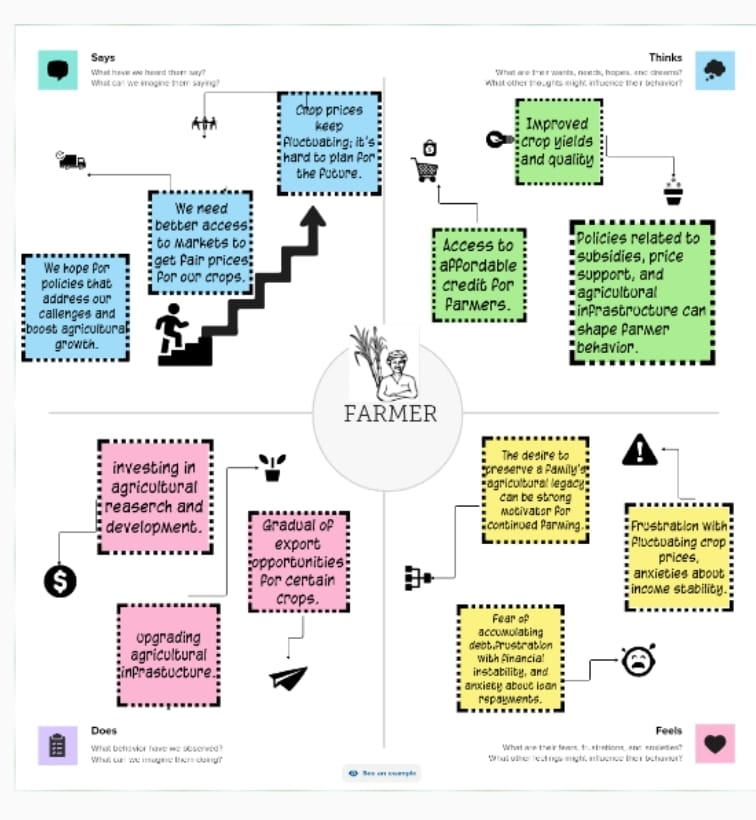 Says
What have we heard them say?
What can we imagine them saying?
Crop prices
keep
fluctuating; it's
hard to plan for
the future.
We need
better access
to markets to
get fair prices
for our crops.
We hope for
policies that
address our
callenges and
boost agricultural
growth.
Thinks
What are their wants, needs, hopes, and dreams?
What other thoughts might influence their behavior?
Improved
crop yields
and quality
Access to
affordable
credit for
farmers.
Policies related to
subsidies, price
support, and
agricultural
infrastructure can
shape farmer
behavior.
FARMER
investing in
agricultural
reaserch and
development.
Gradual of
export
opportunities
for certain
crops.
upgrading
agricultural
infrastucture.
Does
What behavior have we observed?
What can we imagine them doing?
The desire to
preserve a family's
agricultural legacy
can be strong
motivator for
continued farming.
Frustration with
fluctuating crop
prices,
anxieties about
income stability.
Fear of
accumulating
debt,frustration
with financial
instability, and
anxiety about loan
repayments.
Feels
What are their fears, frustrations, and anxieties?
What other feelings might influence their behavior?
See an example